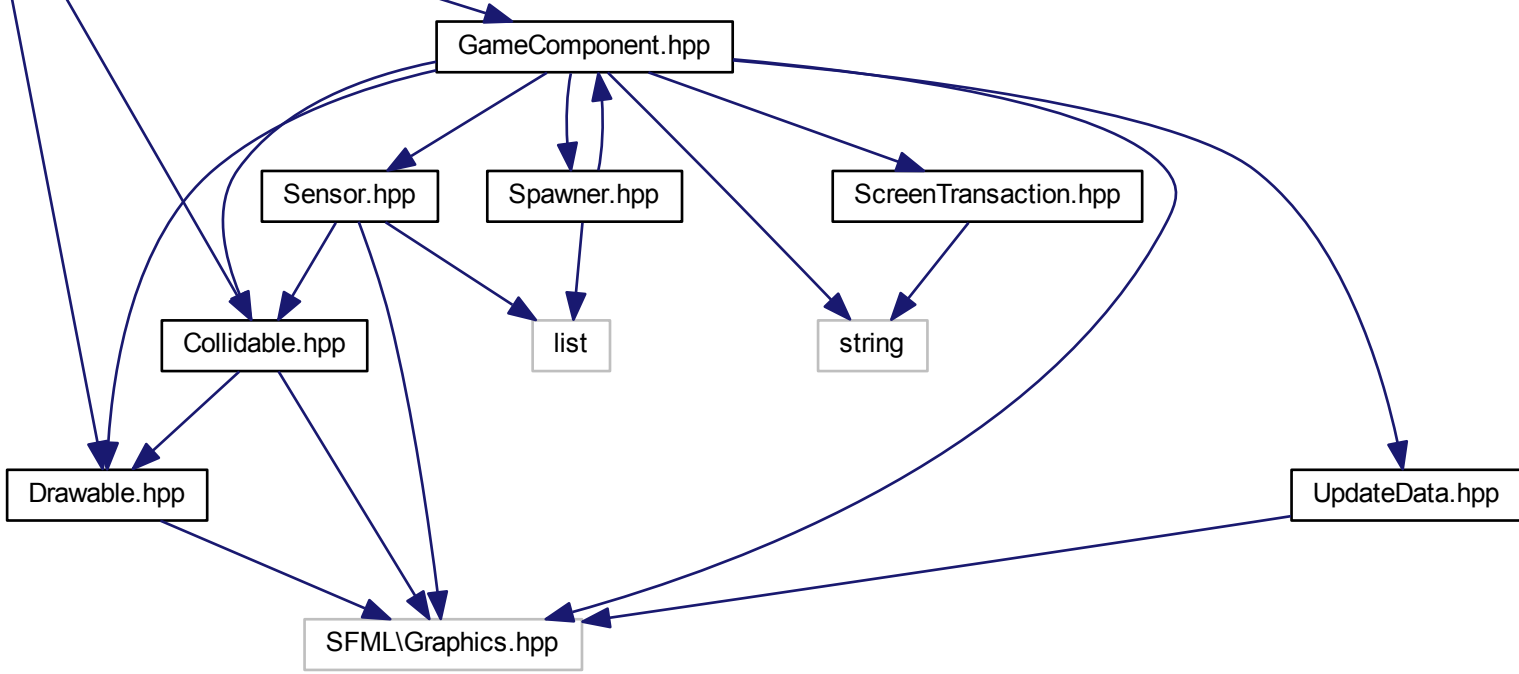 GameComponent.hpp
Sensor.hpp
Spawner.hpp
ScreenTransaction.hpp
Collidable.hpp
list
string
Drawable.hpp
UpdateData.hpp
SFML\Graphics.hpp